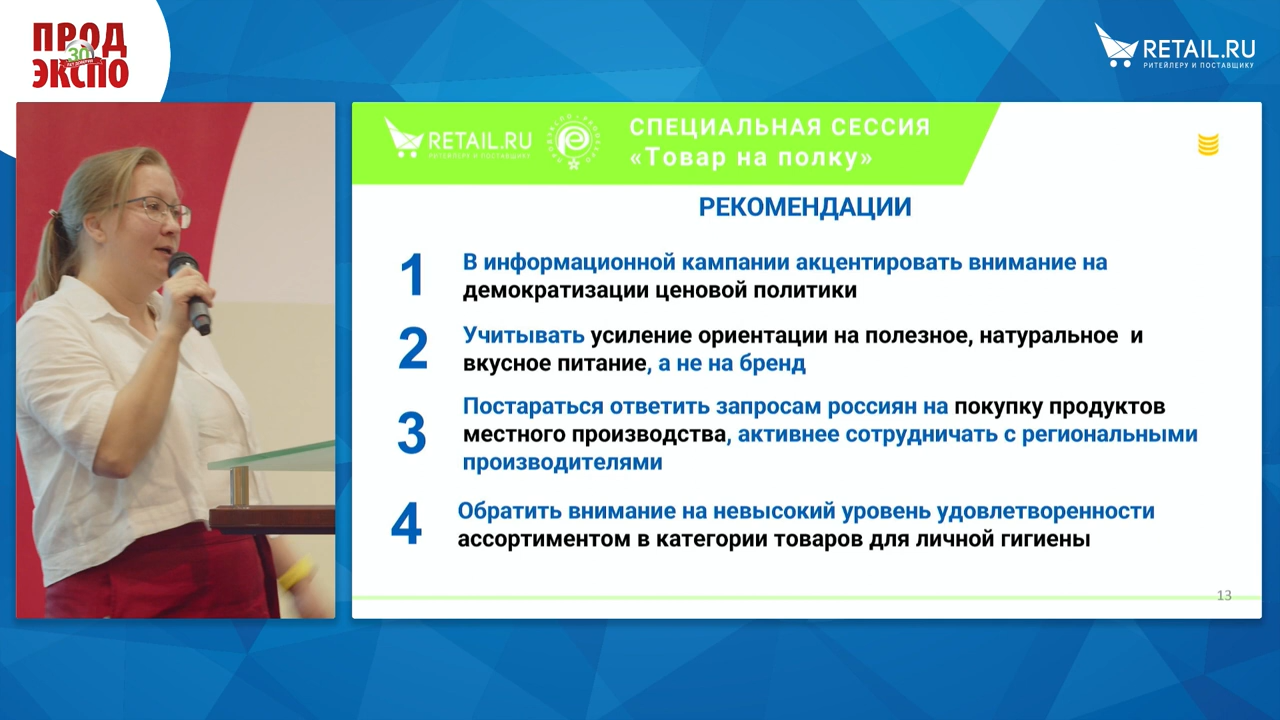 ПРОД
30
ЭКСПО
RETAIL.RU
РИТЕЙЛЕРУ И ПОСТАВЩИКУ
RETAIL.RU
РИТЕЙЛЕРУ И ПОСТАВЩИКУ
СПЕЦИАЛЬНАЯ СЕССИЯ
«Товар на полку»
РЕКОМЕНДАЦИИ
1
В информационной кампании акцентировать внимание на
демократизации ценовой политики
2
Учитывать усиление ориентации на полезное, натуральное и
вкусное питание, а не на бренд
3
Постараться ответить запросам россиян на покупку продуктов
местного производства, активнее сотрудничать с региональными
производителями
4
Обратить внимание на невысокий уровень удовлетворенности
ассортиментом в категории товаров для личной гигиены
13